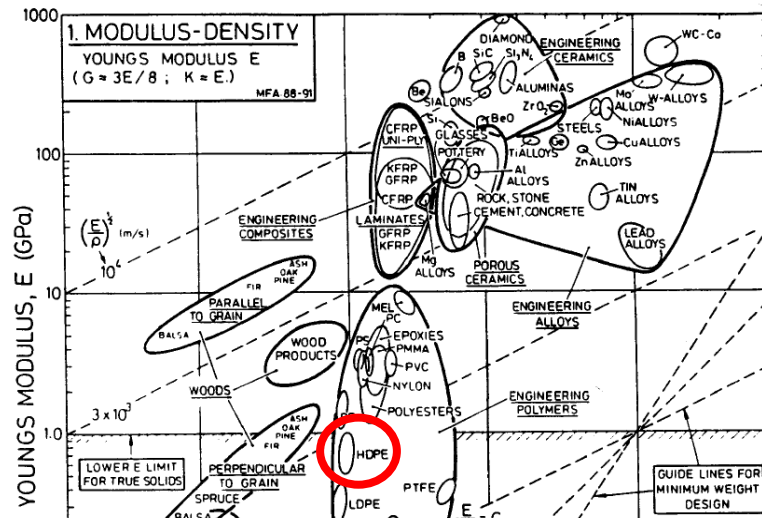 1. MODULUS-DENSITY
YOUNGS MODULUS E
(G ≈ 3E/8 ; K ≈ E.)
MFA 88-91
YOUNGS MODULUS, E (GPa)
1000
100
10
1.0
DIAMOND
B
SiC
Si₃N₄
ENGINEERING
CERAMICS
WC-Co
Be
SIALONS
ALUMINAS
ZrO₂
BeO
Mo
ALLOYS
W-ALLOYS
STEELS
Ni ALLOYS
Cu ALLOYS
Ti ALLOYS
Zn ALLOYS
Si
GLASSES
POTTERY
CFRP
UNI-PLY
KFRP
GFRP
CFRP
LAMINATES
GFRP
KFRP
ENGINEERING
COMPOSITES
Al
ALLOYS
ROCK, STONE
CEMENT, CONCRETE
TIN
ALLOYS
LEAD
ALLOYS
Mg
ALLOYS
POROUS
CERAMICS
ENGINEERING
ALLOYS
(E/ρ)^½ (m/s)
10⁴
3 x 10³
ASH
OAK
PINE
FIR
PARALLEL
TO GRAIN
BALSA
WOOD
PRODUCTS
WOODS
MEL
PC
EPOXIES
PS
PMMA
PVC
NYLON
POLYESTERS
ENGINEERING
POLYMERS
ASH
OAK
PINE
FIR
LOWER E LIMIT
FOR TRUE SOLIDS
PERPENDICULAR
TO GRAIN
SPRUCE
BALSA
HDPE
LDPE
PTFE
GUIDE LINES FOR
MINIMUM WEIGHT
DESIGN